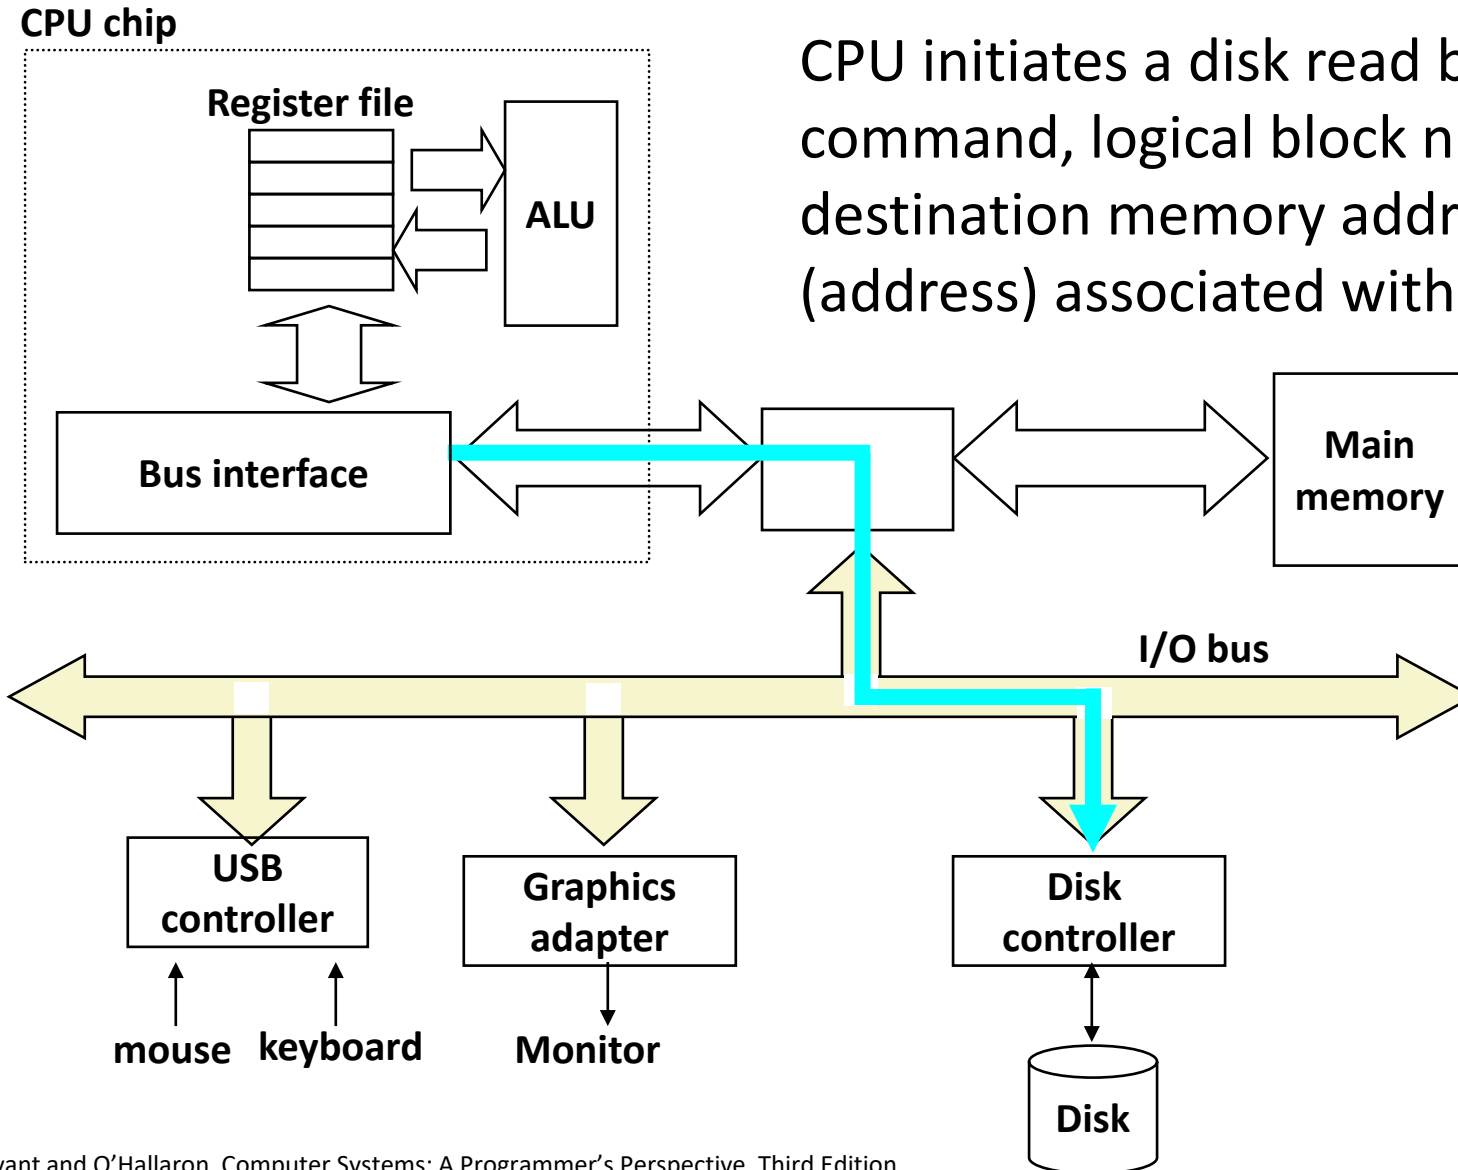 CPU chip
CPU initiates a disk read
command, logical block
destination memory
(address) associated with
Register file
ALU
Bus interface
Main
memory
I/O bus
USB
controller
Graphics
adapter
Disk
controller
mouse
keyboard
Monitor
Disk
and O'Hallaron, Computer Systems: A Programmer's Perspective, Third Edition